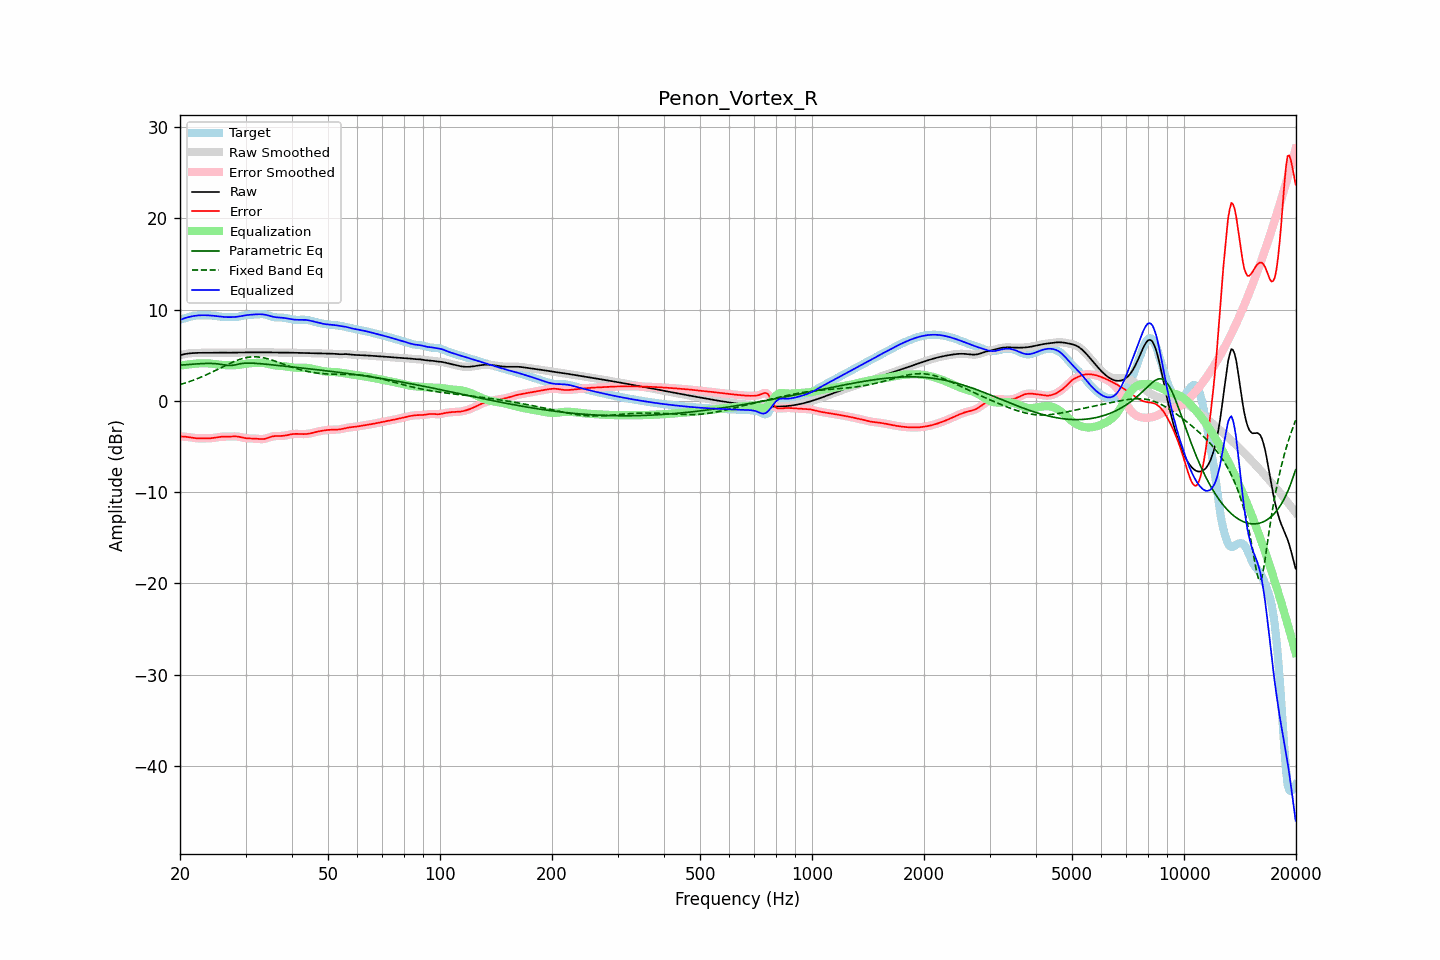 Penon_Vortex_R
Target
Raw Smoothed
Error Smoothed
Raw
Error
Equalization
Parametric Eq
Fixed Band Eq
Equalized
30
20
10
0
−10
−20
−30
−40
Amplitude (dBr)
20
50
100
200
500
1000
2000
5000
10000
20000
Frequency (Hz)